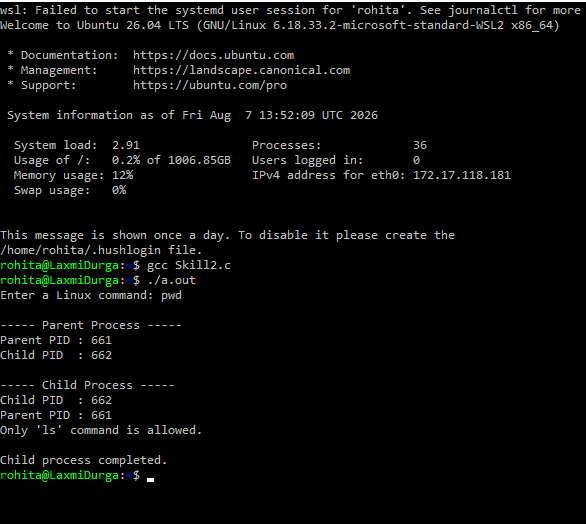 wsl: Failed to start the systemd user session for 'rohita'. See journalctl for more
Welcome to Ubuntu 26.04 LTS (GNU/Linux 6.18.33.2-microsoft-standard-WSL2 x86_64)

 * Documentation:  https://docs.ubuntu.com
 * Management:     https://landscape.canonical.com
 * Support:        https://ubuntu.com/pro

 System information as of Fri Aug  7 13:52:09 UTC 2026

  System load:  2.91                Processes:             36
  Usage of /:   0.2% of 1006.85GB   Users logged in:       0
  Memory usage: 12%                 IPv4 address for eth0: 172.17.118.181
  Swap usage:   0%


This message is shown once a day. To disable it please create the
/home/rohita/.hushlogin file.
rohita@LaxmiDurga:~$ gcc Skill2.c
rohita@LaxmiDurga:~$ ./a.out
Enter a Linux command: pwd

----- Parent Process -----
Parent PID : 661
Child PID  : 662

----- Child Process -----
Child PID  : 662
Parent PID : 661
Only 'ls' command is allowed.

Child process completed.
rohita@LaxmiDurga:~$